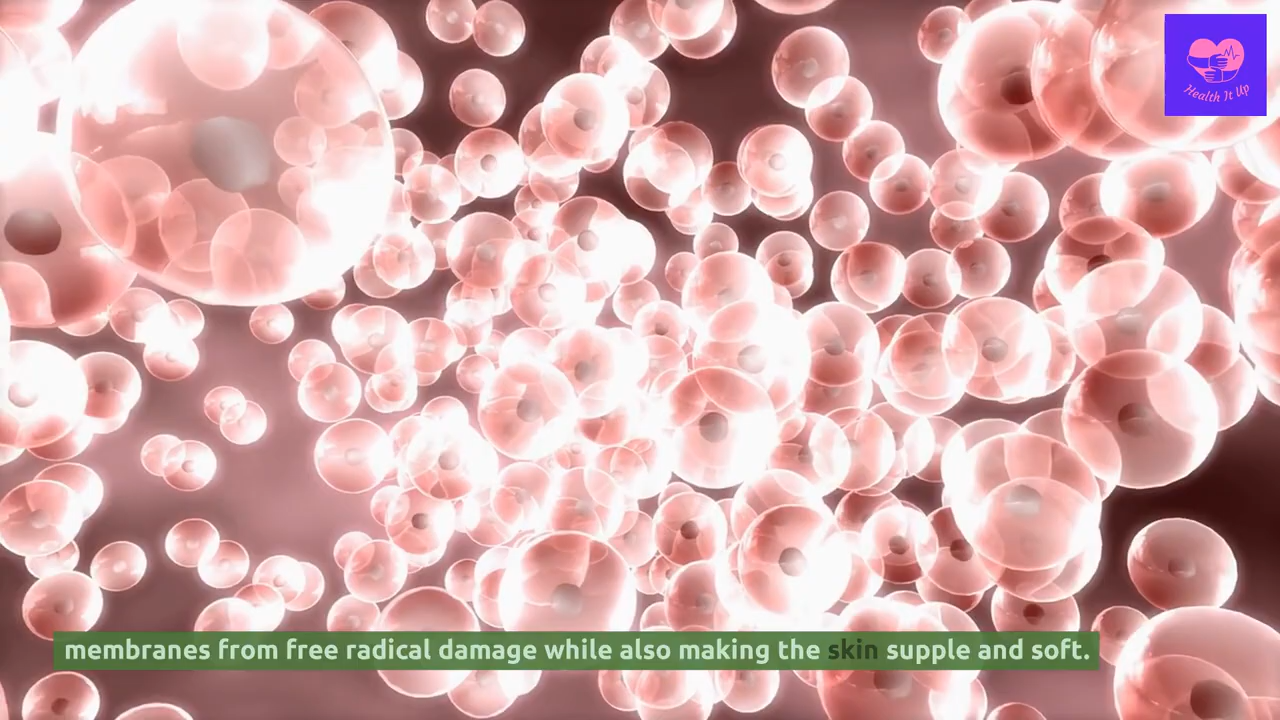 Health It Up
membranes from free radical damage while also making the skin supple and soft.